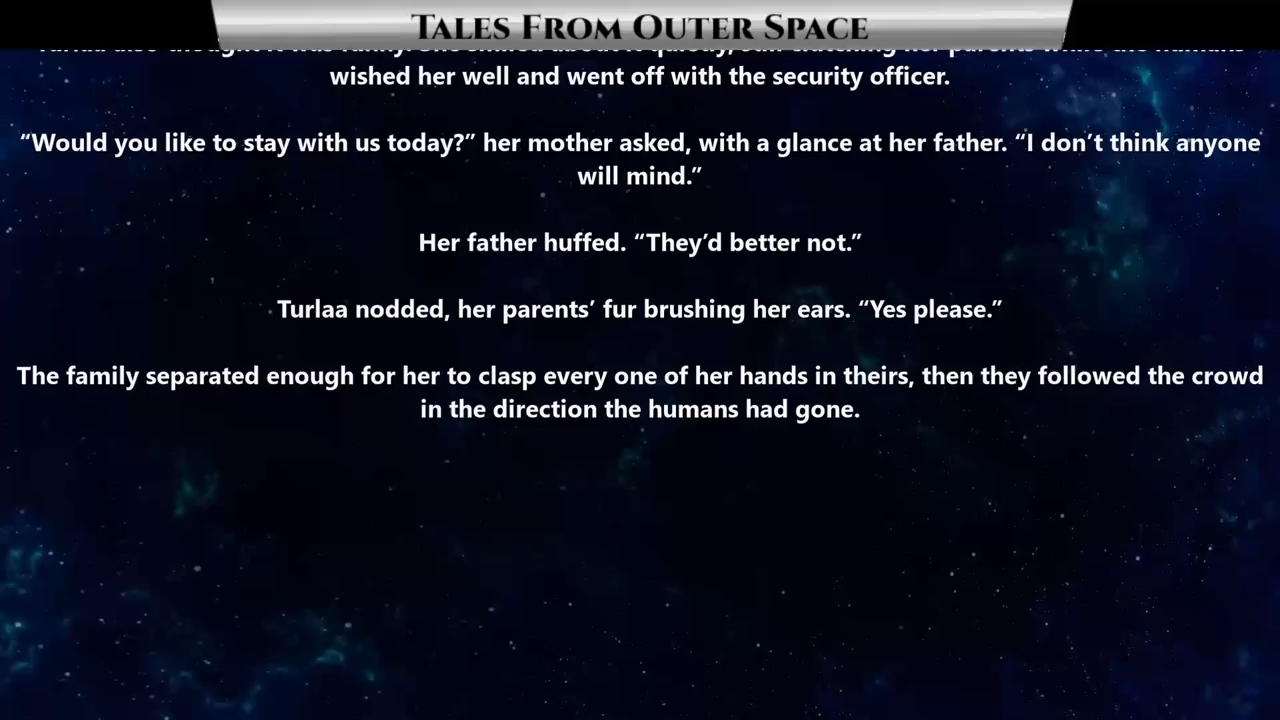 Tales From Outer Space
wished her well and went off with the security officer.
“Would you like to stay with us today?” her mother asked, with a glance at her father. “I don’t think anyone
will mind.”
Her father huffed. “They’d better not.”
Turlaa nodded, her parents’ fur brushing her ears. “Yes please.”
The family separated enough for her to clasp every one of her hands in theirs, then they followed the crowd
in the direction the humans had gone.